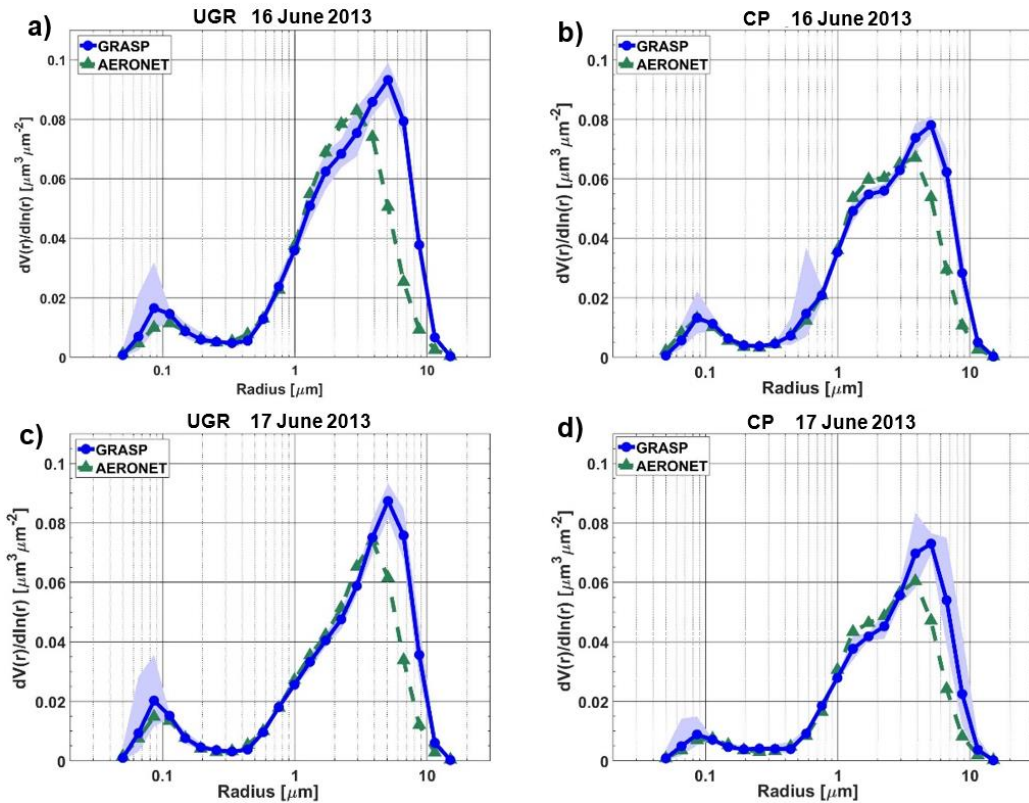 UGR 16 June 2013
a)
GRASP
AERONET
0.1
0.08
0.06
0.04
0.02
0
dV(r)/dln(r) [μm³ μm⁻²]
0.1 1 10
Radius [μm]
CP 16 June 2013
b)
GRASP
AERONET
0.1
0.08
0.06
0.04
0.02
0
dV(r)/dln(r) [μm³ μm⁻²]
0.1 1 10
Radius [μm]
UGR 17 June 2013
c)
GRASP
AERONET
0.1
0.08
0.06
0.04
0.02
0
dV(r)/dln(r) [μm³ μm⁻²]
0.1 1 10
Radius [μm]
CP 17 June 2013
d)
GRASP
AERONET
0.1
0.08
0.06
0.04
0.02
0
dV(r)/dln(r) [μm³ μm⁻²]
0.1 1 10
Radius [μm]